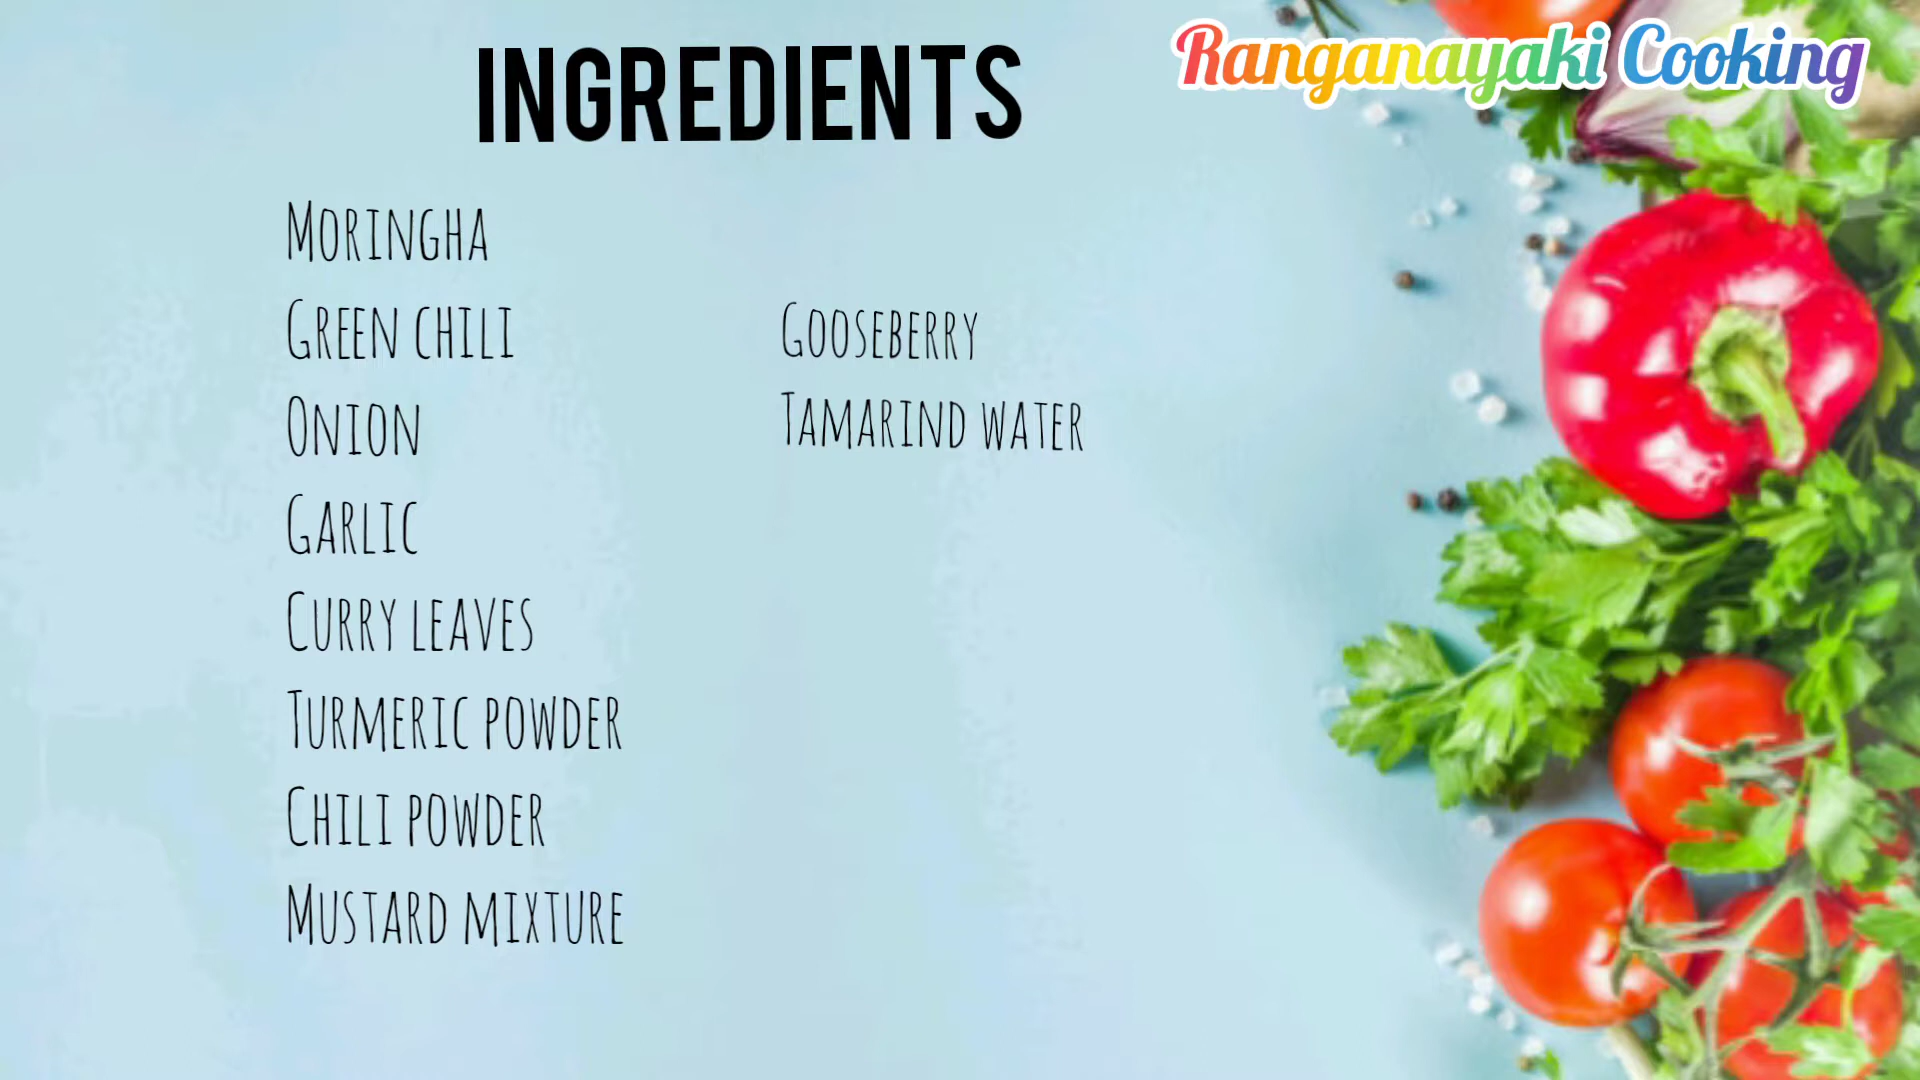 Ranganayaki Cooking
INGREDIENTS
Moringha
Green chili
Onion
Garlic
Curry leaves
Turmeric powder
Chili powder
Mustard mixture
Gooseberry
Tamarind water